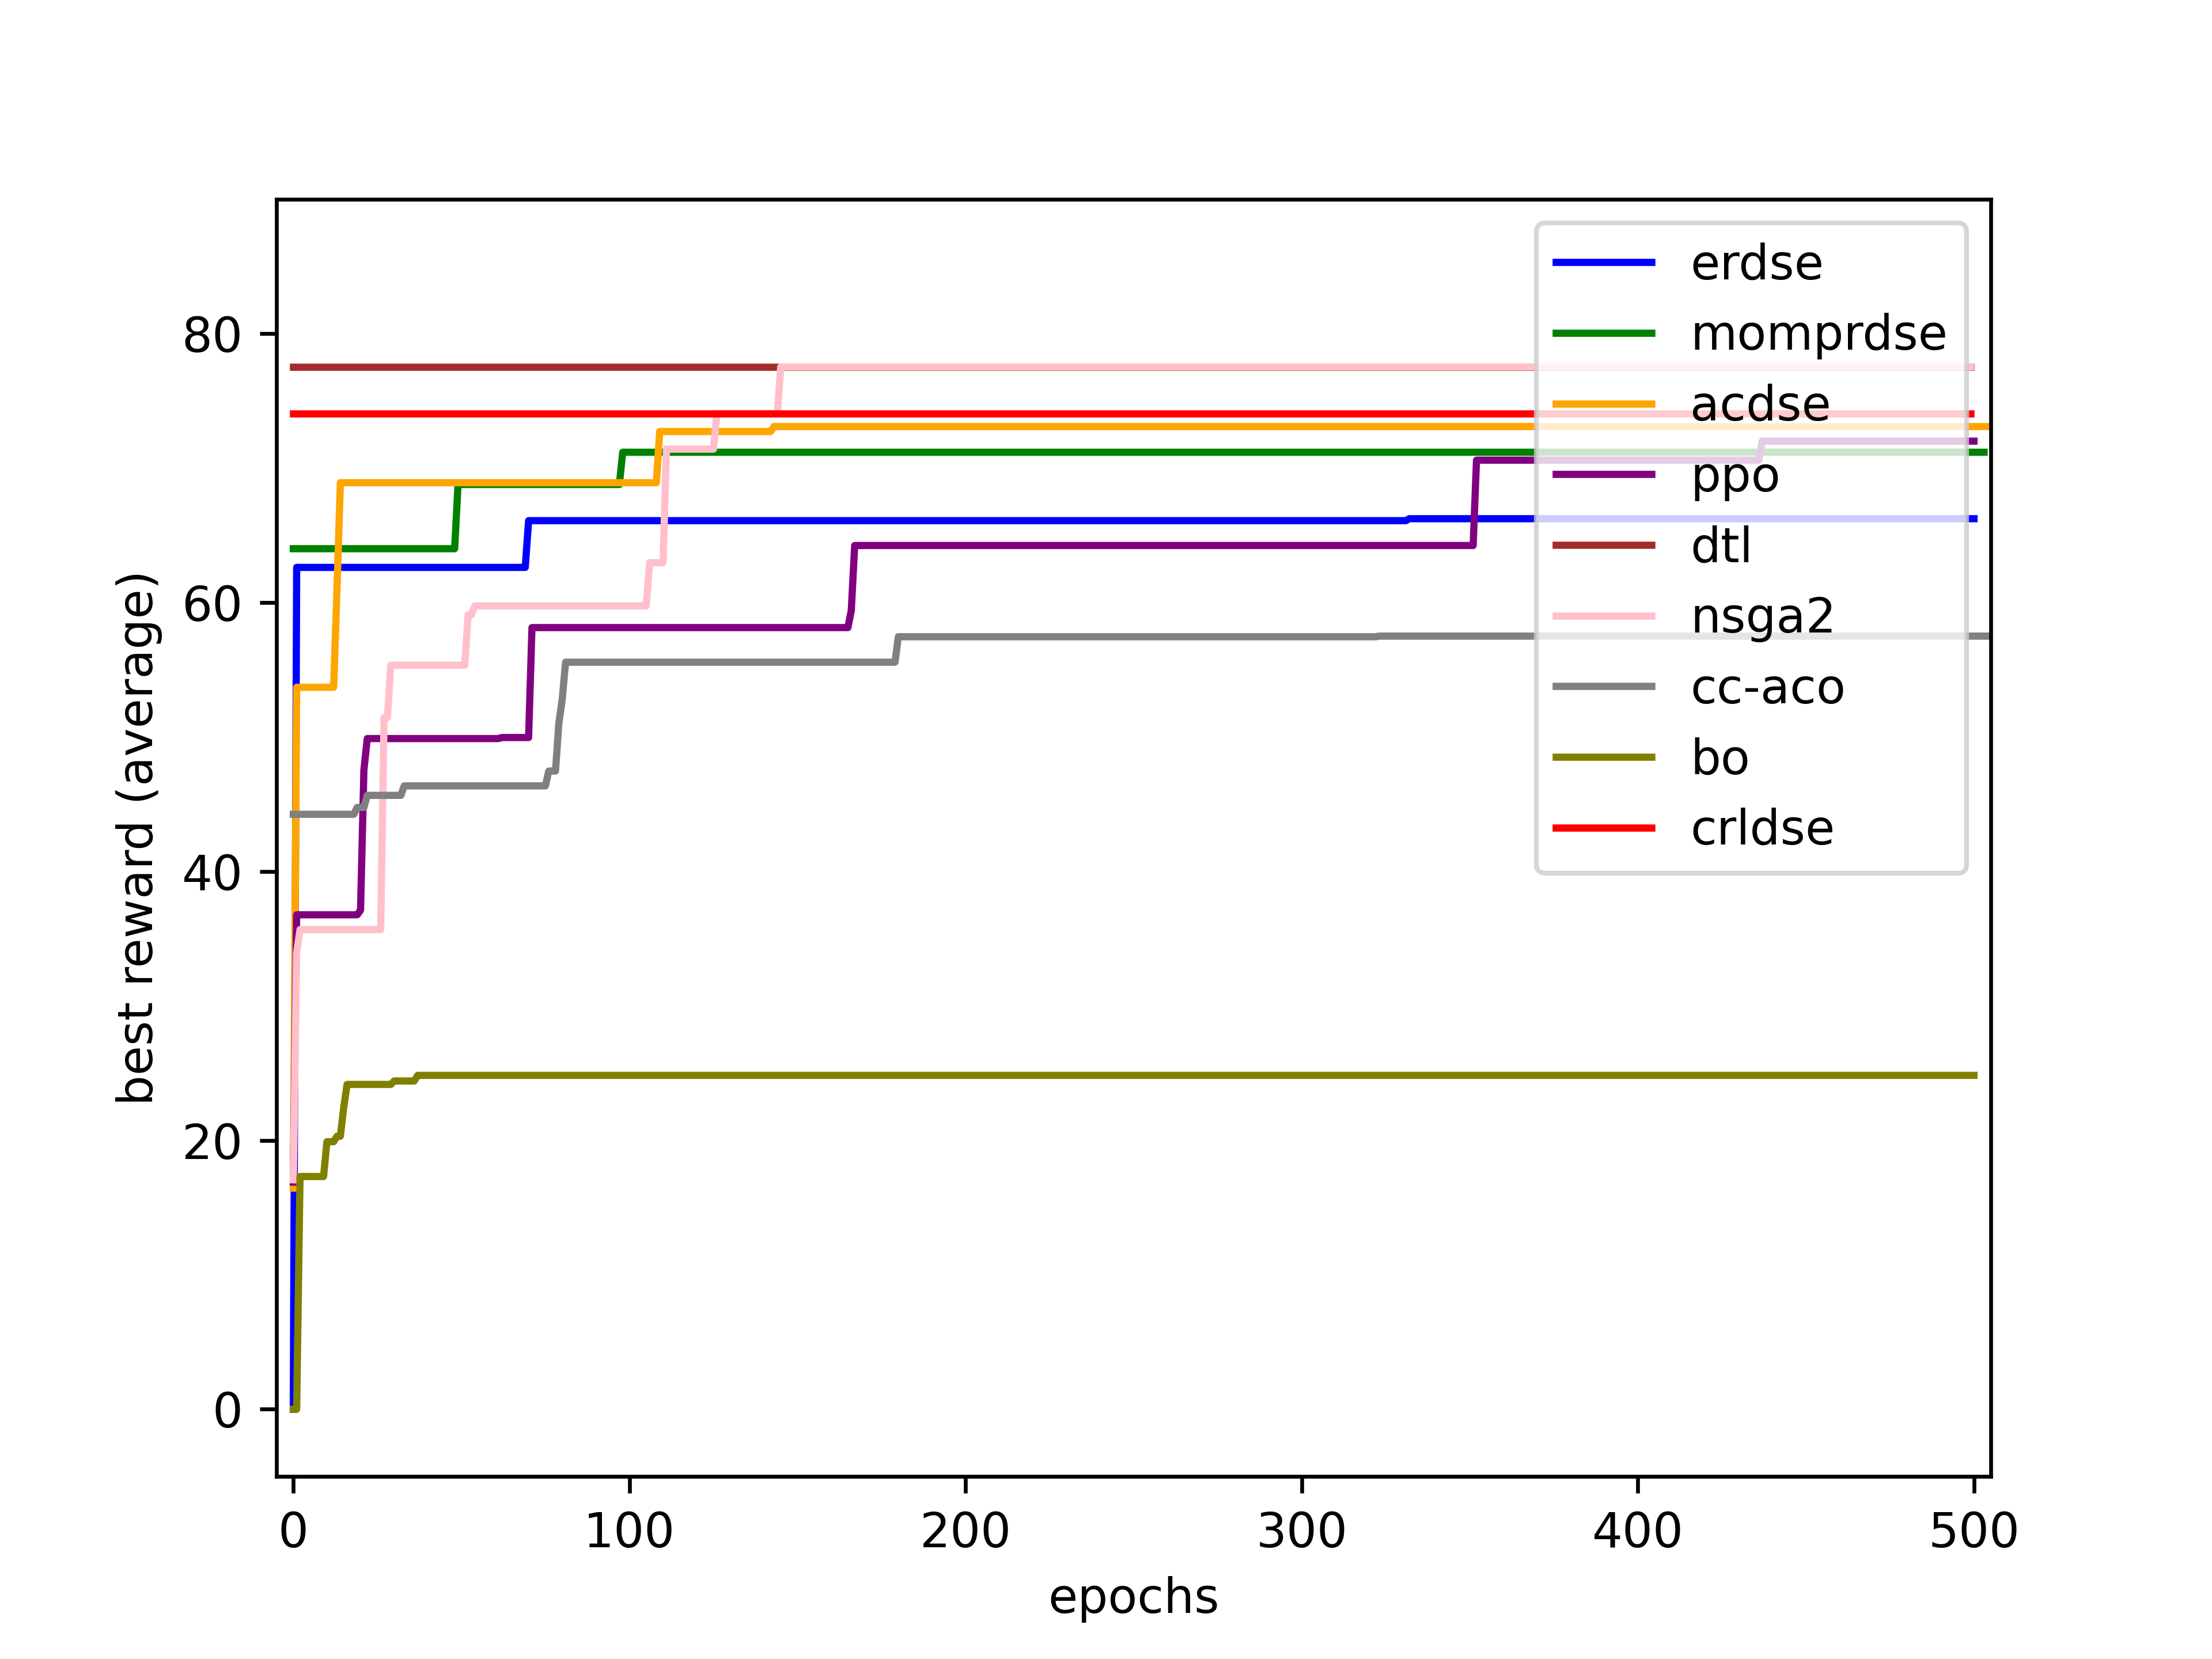 best reward (average)
80
60
40
20
0
0 100 200 300 400 500
epochs
erdse
momprdse
acdse
ppo
dtl
nsga2
cc-aco
bo
crldse